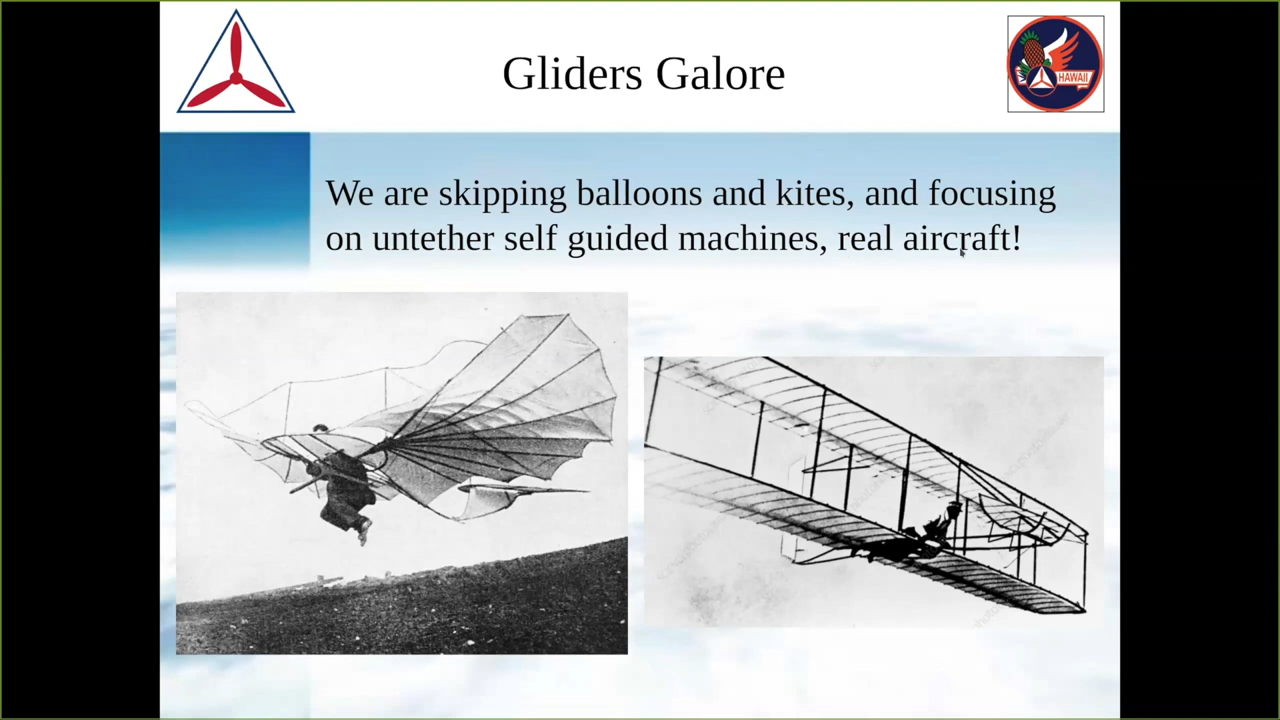 Gliders Galore
HAWAII
We are skipping balloons and kites, and focusing
on untether self guided machines, real aircraft!